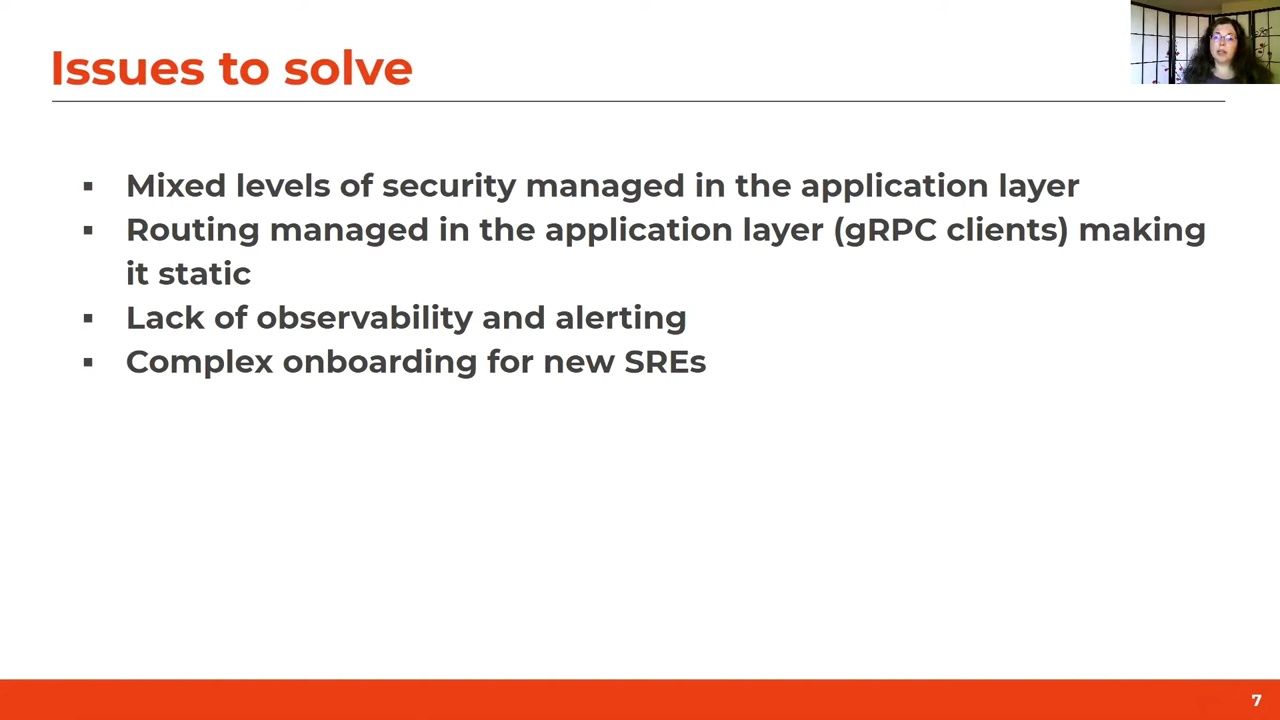 Issues to solve
▪ Mixed levels of security managed in the application layer
▪ Routing managed in the application layer (gRPC clients) making
it static
▪ Lack of observability and alerting
▪ Complex onboarding for new SREs
7